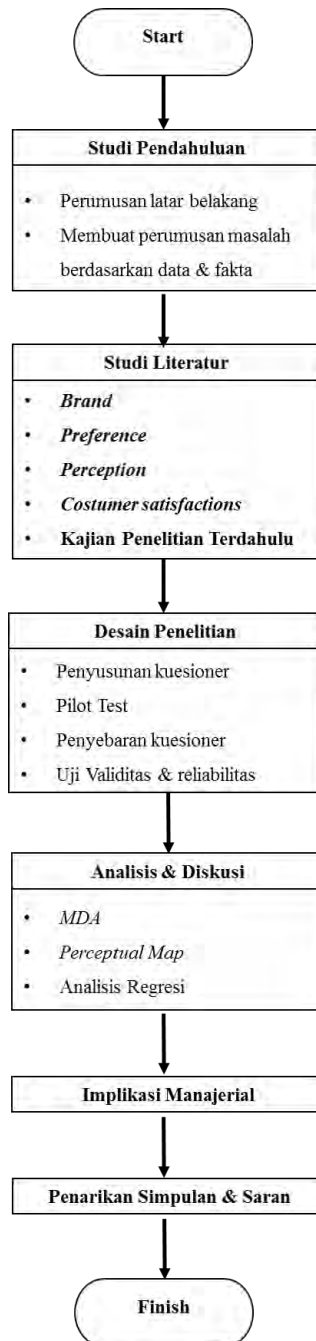 Start
Studi Pendahuluan
• Perumusan latar belakang
• Membuat perumusan masalah
berdasarkan data & fakta
Studi Literatur
• Brand
• Preference
• Perception
• Costumer satisfactions
• Kajian Penelitian Terdahulu
Desain Penelitian
• Penyusunan kuesioner
• Pilot Test
• Penyebaran kuesioner
• Uji Validitas & reliabilitas
Analisis & Diskusi
• MDA
• Perceptual Map
• Analisis Regresi
Implikasi Manajerial
Penarikan Simpulan & Saran
Finish